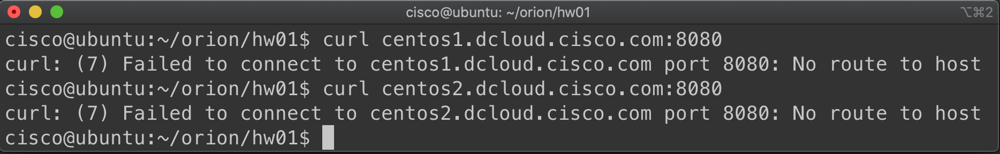 cisco@ubuntu: ~/orion/hw01
⌥⌘2
cisco@ubuntu:~/orion/hw01$ curl centos1.dcloud.cisco.com:8080
curl: (7) Failed to connect to centos1.dcloud.cisco.com port 8080: No route to host
cisco@ubuntu:~/orion/hw01$ curl centos2.dcloud.cisco.com:8080
curl: (7) Failed to connect to centos2.dcloud.cisco.com port 8080: No route to host
cisco@ubuntu:~/orion/hw01$